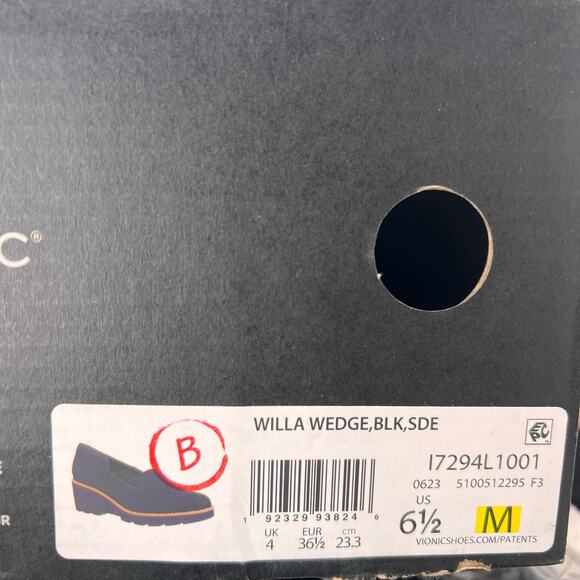 C®
E
R
B
WILLA WEDGE,BLK,SDE
I7294L1001
0623 5100512295 F3
US
6½ M
VIONICSHOES.COM/PATENTS
1 92329 93824 6
UK EUR cm
4 36½ 23.3